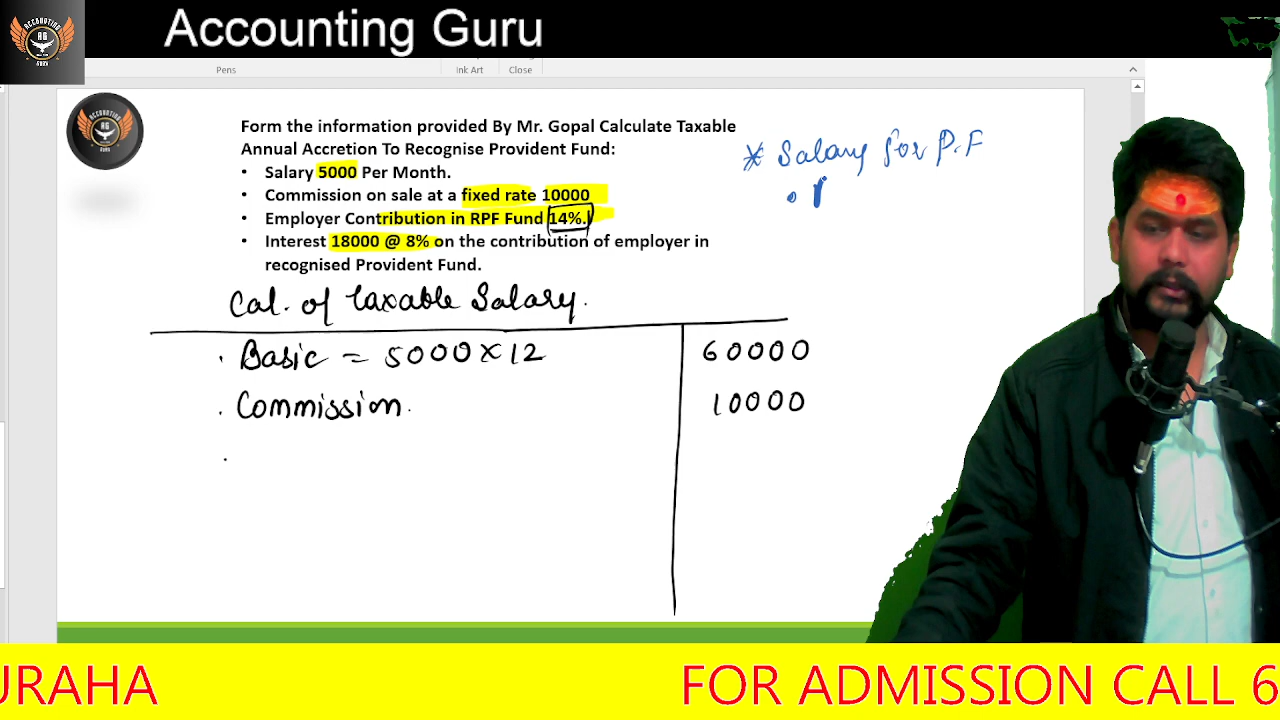 Accounting Guru
Pens
Ink Art
Close
Form the information provided By Mr. Gopal Calculate Taxable
Annual Accretion To Recognise Provident Fund:
• Salary 5000 Per Month.
• Commission on sale at a fixed rate 10000
• Employer Contribution in RPF Fund 14%.
• Interest 18000 @ 8% on the contribution of employer in
recognised Provident Fund.
* Salary for P.F
Cal. of Taxable Salary.
. Basic = 5000 × 12 60000
. Commission. 10000
URAHA FOR ADMISSION CALL 6
ACCOUNTING
AG
GURU